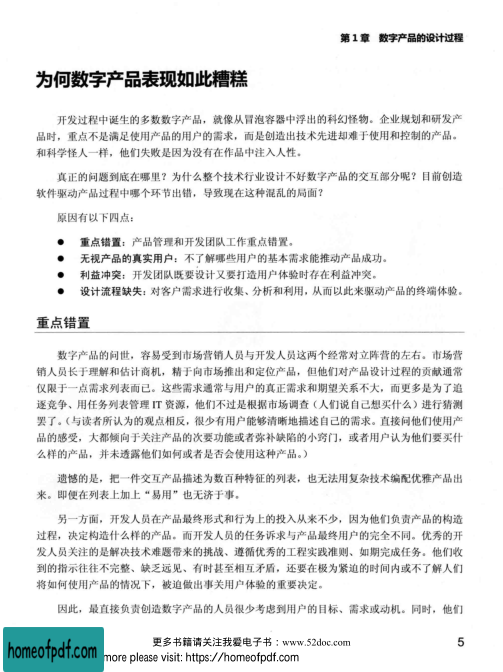 第 1 章 数字产品的设计过程
为何数字产品表现如此糟糕
开发过程中诞生的多数数字产品，就像从冒泡容器中浮出的科幻怪物。企业规划和研发产
品时，重点不是满足使用产品的用户的需求，而是创造出技术先进却难于使用和控制的产品。
和科学怪人一样，他们失败是因为没有在作品中注入人性。
真正的问题到底在哪里？为什么整个技术行业设计不好数字产品的交互部分呢？目前创造
软件驱动产品过程中哪个环节出错，导致现在这种混乱的局面？
原因有以下四点：
● 重点错置：产品管理和开发团队工作重点错置。
● 无视产品的真实用户：不了解哪些用户的基本需求能推动产品成功。
● 利益冲突：开发团队既要设计又要打造用户体验时存在利益冲突。
● 设计流程缺失：对客户需求进行收集、分析和利用，从而以此来驱动产品的终端体验。
重点错置
数字产品的问世，容易受到市场营销人员与开发人员这两个经常对立阵营的左右。市场营
销人员长于理解和估计商机，精于向市场推出和定位产品，但他们对产品设计过程的贡献通常
仅限于一点需求列表而已。这些需求通常与用户的真正需求和期望关系不大，而更多是为了追
逐竞争、用任务列表管理 IT 资源，他们不过是根据市场调查（人们说自己想买什么）进行猜测
罢了。（与读者所认为的观点相反，很少有用户能够清晰地描述自己的需求。直接问他们使用产
品的感受，大都倾向于关注产品的次要功能或者弥补缺陷的小窍门，或者用户认为他们要买什
么样的产品，并未透露他们如何或者是否会使用这种产品。）
遗憾的是，把一件交互产品描述为数百种特征的列表，也无法用复杂技术编配优雅产品出
来。即便在列表上加上“易用”也无济于事。
另一方面，开发人员在产品最终形式和行为上的投入从来不少，因为他们负责产品的构造
过程，决定构造什么样的产品。而开发人员的任务诉求与产品最终用户的完全不同。优秀的开
发人员关注的是解决技术难题带来的挑战、遵循优秀的工程实践准则、如期完成任务。他们收
到的指示往往不完整、缺乏远见、有时甚至相互矛盾，还要在极为紧迫的时间内或不了解人们
将如何使用产品的情况下，被迫做出事关用户体验的重要决定。
因此，最直接负责创造数字产品的人员很少考虑到用户的目标、需求或动机。同时，他们
更多书籍请关注我爱电子书：www.52doc.com
5
homeofpdf.com
more please visit: https://homeofpdf.com